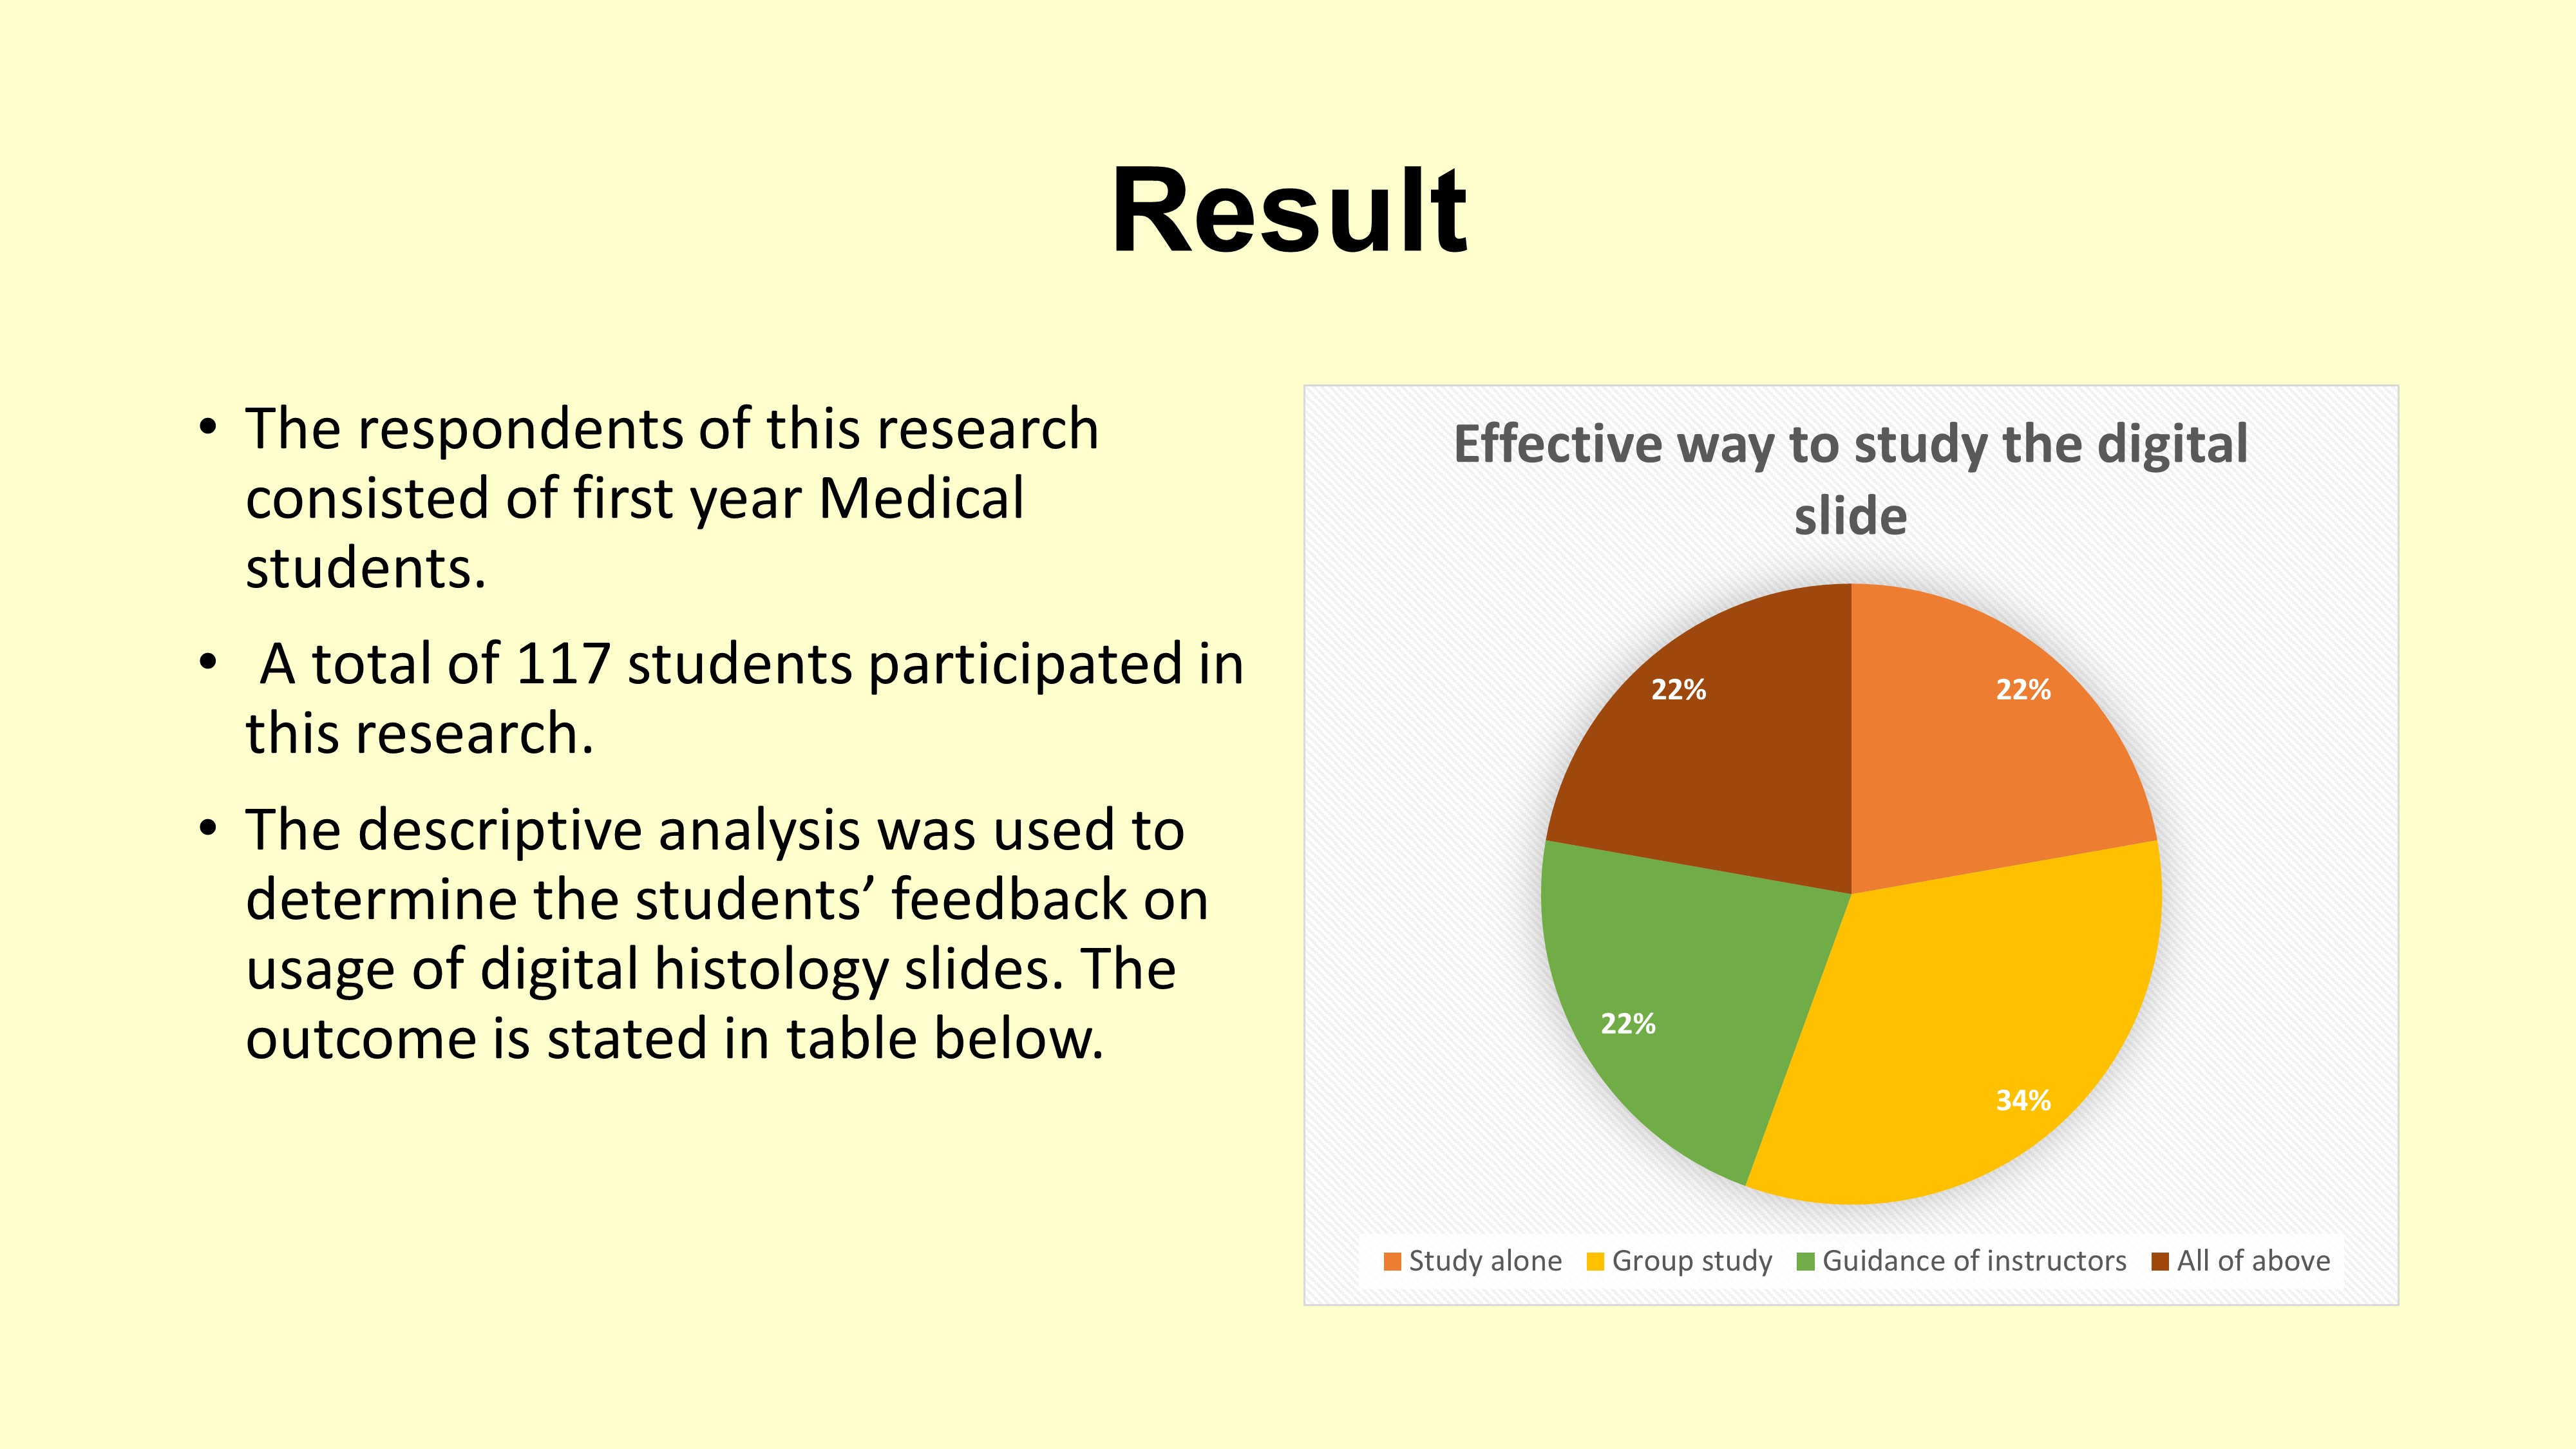 Result
• The respondents of this research
consisted of first year Medical
students.
• A total of 117 students participated in
this research.
• The descriptive analysis was used to
determine the students’ feedback on
usage of digital histology slides. The
outcome is stated in table below.
Effective way to study the digital
slide
22% 22%
22%
34%
Study alone Group study Guidance of instructors All of above